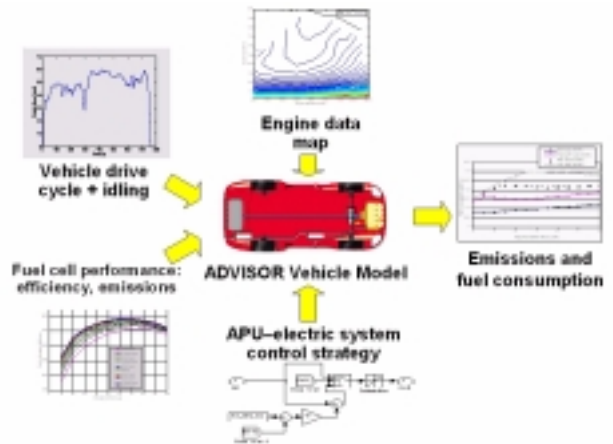 Engine data
map
Vehicle drive
cycle + idling
Fuel cell performance:
efficiency, emissions
ADVISOR Vehicle Model
Emissions and
fuel consumption
APU–electric system
control strategy